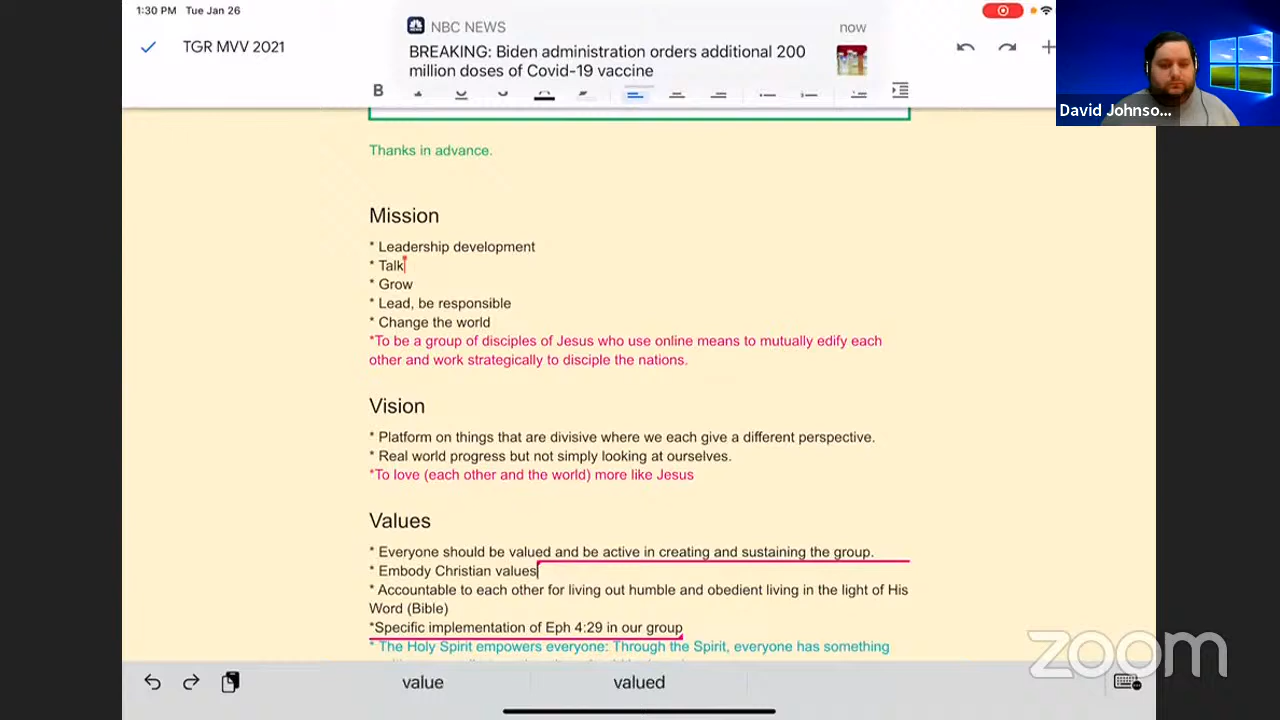 1:30 PM Tue Jan 26
NBC NEWS
now
BREAKING: Biden administration orders additional 200
million doses of Covid-19 vaccine
TGR MVV 2021
David Johnso...
B
Thanks in advance.
Mission
* Leadership development
* Talk
* Grow
* Lead, be responsible
* Change the world
*To be a group of disciples of Jesus who use online means to mutually edify each
other and work strategically to disciple the nations.
Vision
* Platform on things that are divisive where we each give a different perspective.
* Real world progress but not simply looking at ourselves.
*To love (each other and the world) more like Jesus
Values
* Everyone should be valued and be active in creating and sustaining the group.
* Embody Christian values
* Accountable to each other for living out humble and obedient living in the light of His
Word (Bible)
*Specific implementation of Eph 4:29 in our group
* The Holy Spirit empowers everyone: Through the Spirit, everyone has something
value
valued
zoom